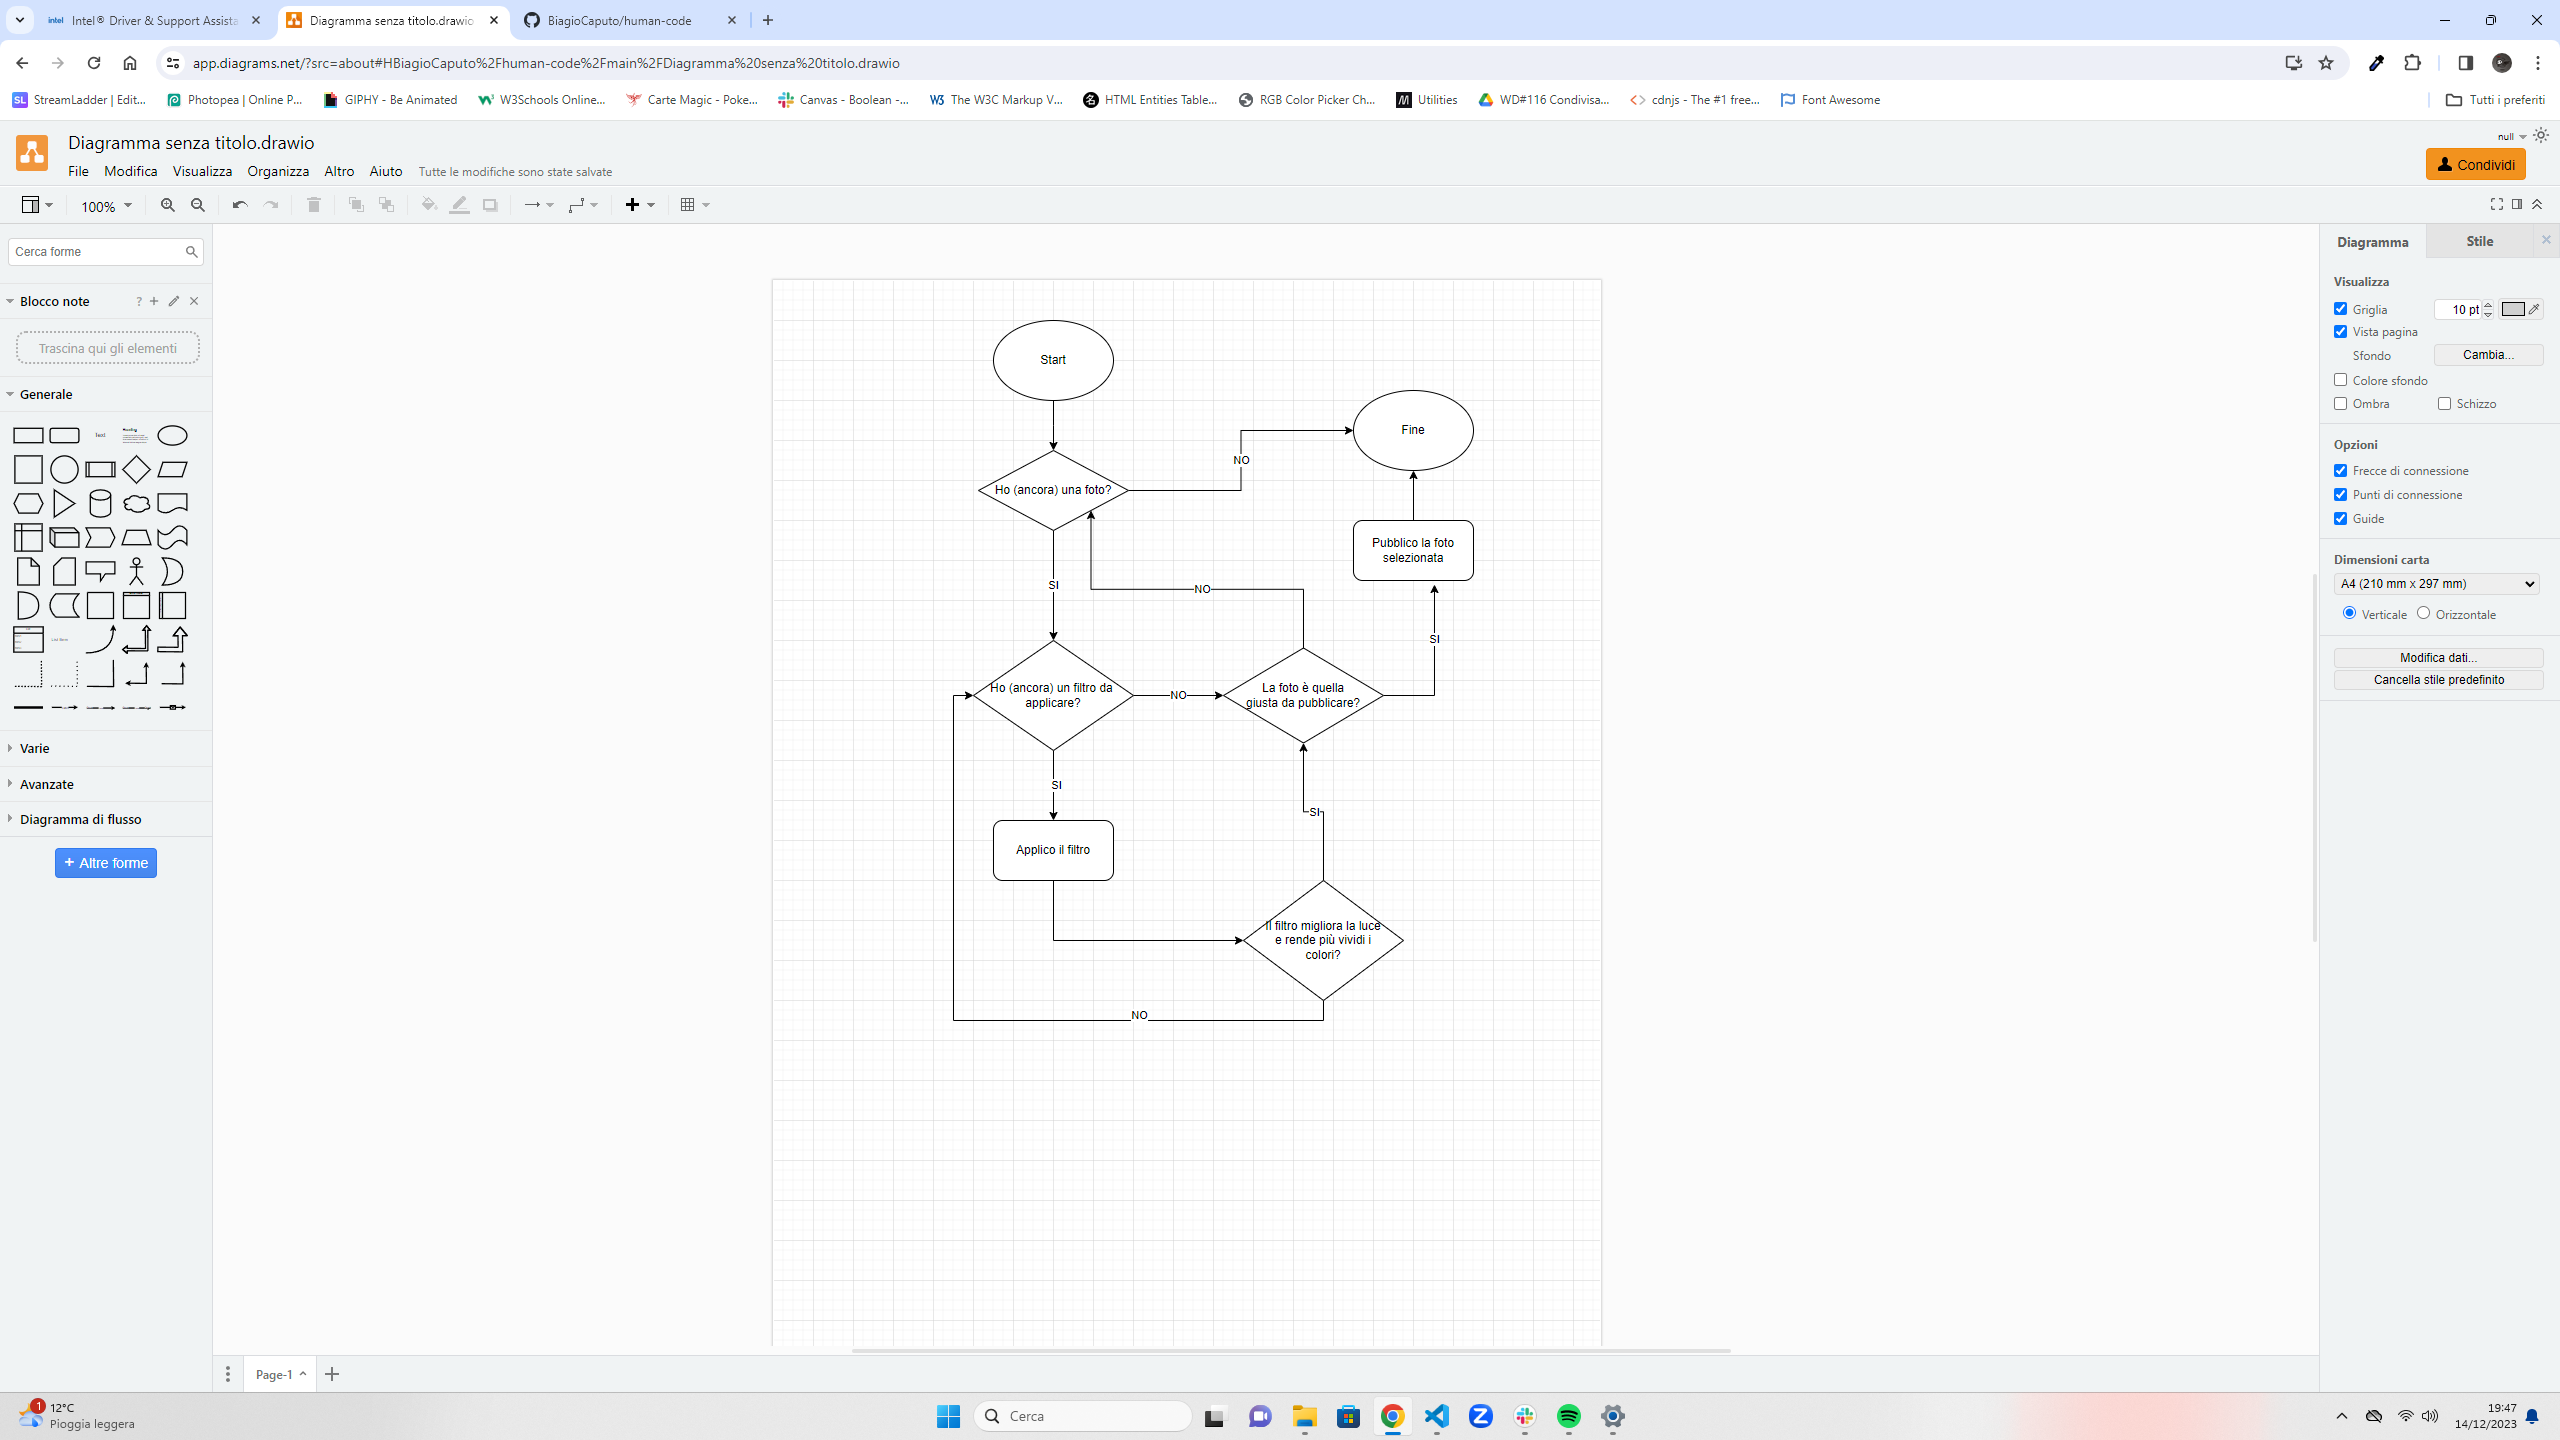 Intel® Driver & Support Assista
Diagramma senza titolo.drawio
BiagioCaputo/human-code
app.diagrams.net/?src=about#HBiagioCaputo%2Fhuman-code%2Fmain%2FDiagramma%20senza%20titolo.drawio
StreamLadder | Edit...
Photopea | Online P...
GIPHY - Be Animated
W3Schools Online...
Carte Magic - Poke...
Canvas - Boolean -...
The W3C Markup V...
HTML Entities Table...
RGB Color Picker Ch...
Utilities
WD#116 Condivisa...
cdnjs - The #1 free...
Font Awesome
Tutti i preferiti
Diagramma senza titolo.drawio
null
File Modifica Visualizza Organizza Altro Aiuto Tutte le modifiche sono state salvate
Condividi
100%
Cerca forme
Blocco note
?
Trascina qui gli elementi
Generale
Text
Heading
List Item
Varie
Avanzate
Diagramma di flusso
+ Altre forme
Start
Fine
NO
Ho (ancora) una foto?
Pubblico la foto
selezionata
SI
NO
SI
Ho (ancora) un filtro da
applicare?
NO
La foto è quella
giusta da pubblicare?
SI
SI
Applico il filtro
Il filtro migliora la luce
e rende più vividi i
colori?
NO
Diagramma
Stile
Visualizza
Griglia
10 pt
Vista pagina
Sfondo
Cambia...
Colore sfondo
Ombra
Schizzo
Opzioni
Frecce di connessione
Punti di connessione
Guide
Dimensioni carta
A4 (210 mm x 297 mm)
Verticale
Orizzontale
Modifica dati...
Cancella stile predefinito
Page-1
1
12°C
Pioggia leggera
Cerca
19:47
14/12/2023